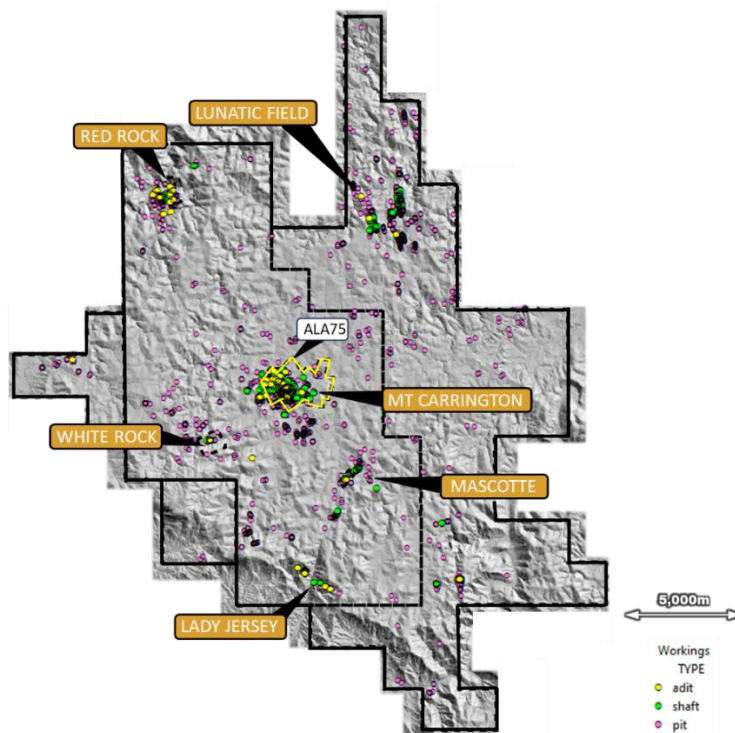 LUNATIC FIELD
RED ROCK
ALA75
MT CARRINGTON
WHITE ROCK
MASCOTTE
LADY JERSEY
5,000m
Workings
TYPE
adit
shaft
pit